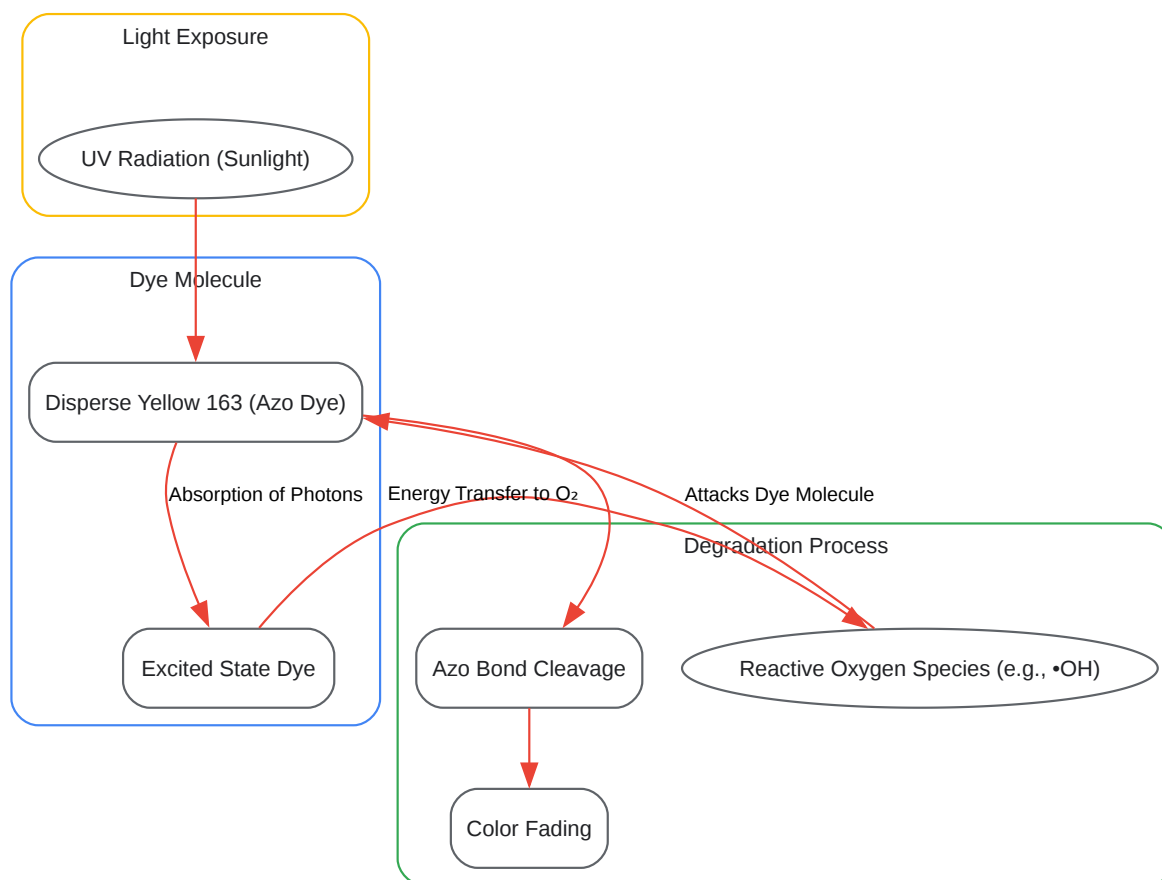 Light Exposure
UV Radiation (Sunlight)
Dye Molecule
Disperse Yellow 163 (Azo Dye)
Absorption of Photons
Energy Transfer to O₂
Attacks Dye Molecule
Degradation Process
Excited State Dye
Azo Bond Cleavage
Reactive Oxygen Species (e.g., •OH)
Color Fading